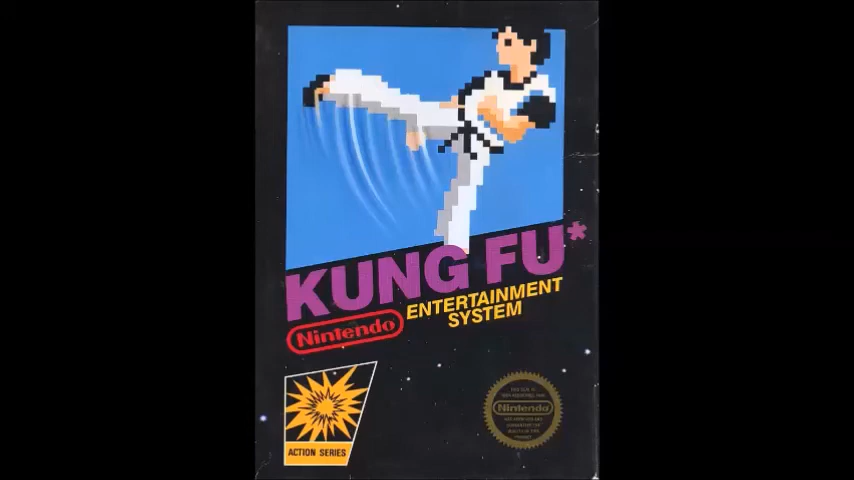 KUNG FU*
Nintendo
ENTERTAINMENT
SYSTEM
ACTION SERIES
Nintendo